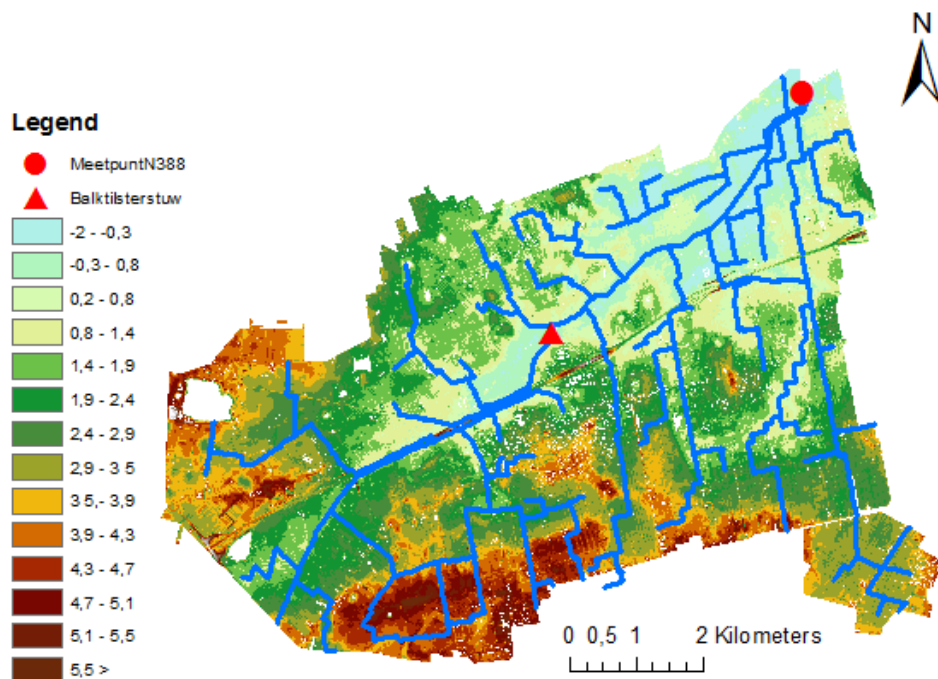 N
Legend
MeetpuntN388
Balktilsterstuw
-2 - -0,3
-0,3 - 0,8
0,2 - 0,8
0,8 - 1,4
1,4 - 1,9
1,9 - 2,4
2,4 - 2,9
2,9 - 3 5
3,5 - 3,9
3,9 - 4,3
4,3 - 4,7
4,7 - 5,1
5,1 - 5,5
5,5 >
0 0,5 1 2 Kilometers